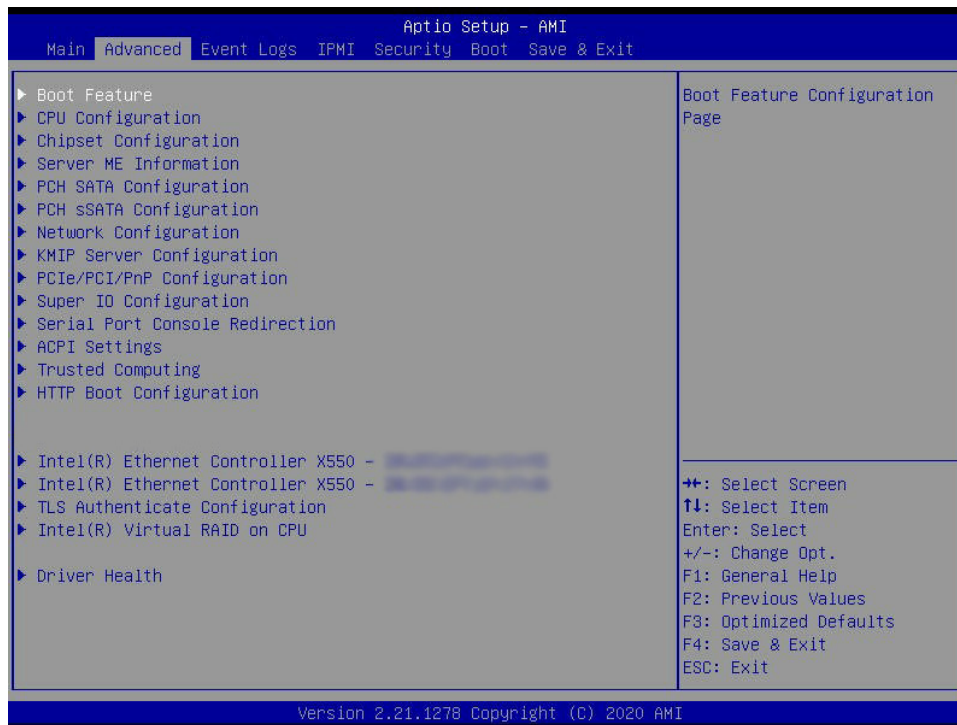 Aptio Setup – AMI
Main Advanced Event Logs IPMI Security Boot Save & Exit
Boot Feature
CPU Configuration
Chipset Configuration
Server ME Information
PCH SATA Configuration
PCH sSATA Configuration
Network Configuration
KMIP Server Configuration
PCIe/PCI/PnP Configuration
Super IO Configuration
Serial Port Console Redirection
ACPI Settings
Trusted Computing
HTTP Boot Configuration
Intel(R) Ethernet Controller X550 –
Intel(R) Ethernet Controller X550 –
TLS Authenticate Configuration
Intel(R) Virtual RAID on CPU
Driver Health
Boot Feature Configuration
Page
→←: Select Screen
↑↓: Select Item
Enter: Select
+/-: Change Opt.
F1: General Help
F2: Previous Values
F3: Optimized Defaults
F4: Save & Exit
ESC: Exit
Version 2.21.1278 Copyright (C) 2020 AMI